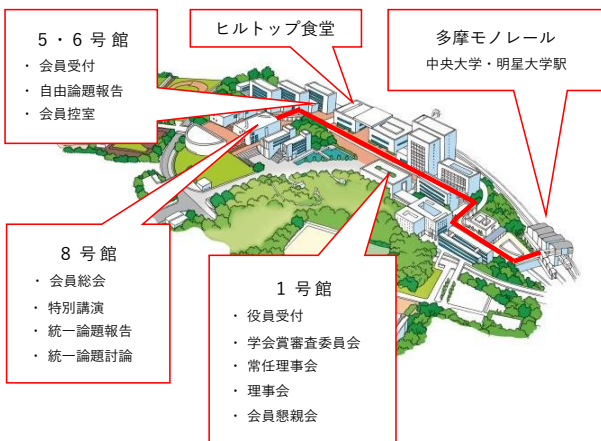 5・6号館
・ 会員受付
・ 自由論題報告
・ 会員控室
ヒルトップ食堂
多摩モノレール
中央大学・明星大学駅
8号館
・ 会員総会
・ 特別講演
・ 統一論題報告
・ 統一論題討論
1号館
・ 役員受付
・ 学会賞審査委員会
・ 常任理事会
・ 理事会
・ 会員懇親会